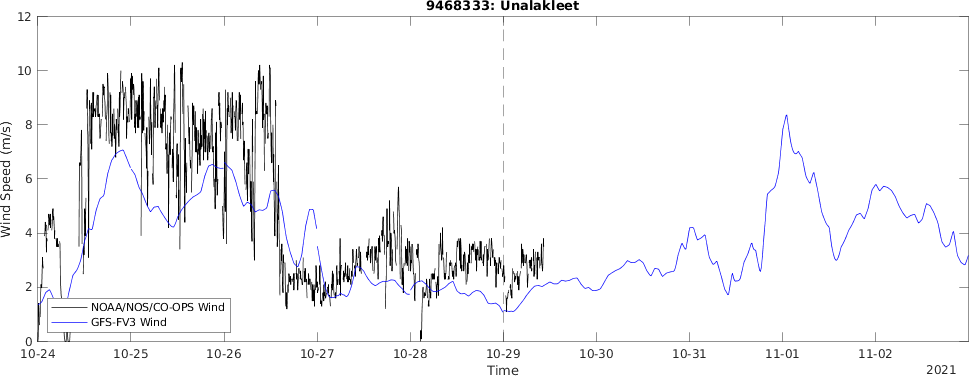 9468333: Unalakleet
Wind Speed (m/s)
12
10
8
6
4
2
0
NOAA/NOS/CO-OPS Wind
GFS-FV3 Wind
10-24 10-25 10-26 10-27 10-28 10-29 10-30 10-31 11-01 11-02
Time
2021